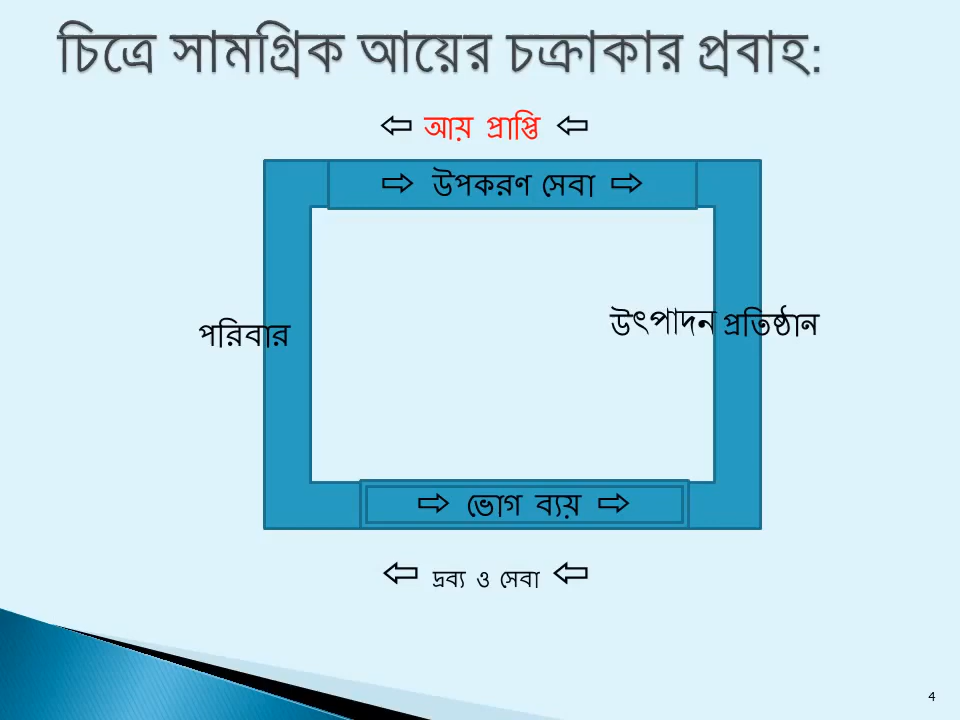 চিত্রে সামগ্রিক আয়ের চক্রাকার প্রবাহ:
⇦ আয় প্রাপ্তি ⇦
⇨ উপকরণ সেবা ⇨
পরিবার
উৎপাদন প্রতিষ্ঠান
⇨ ভোগ ব্যয় ⇨
⇦ দ্রব্য ও সেবা ⇦
4